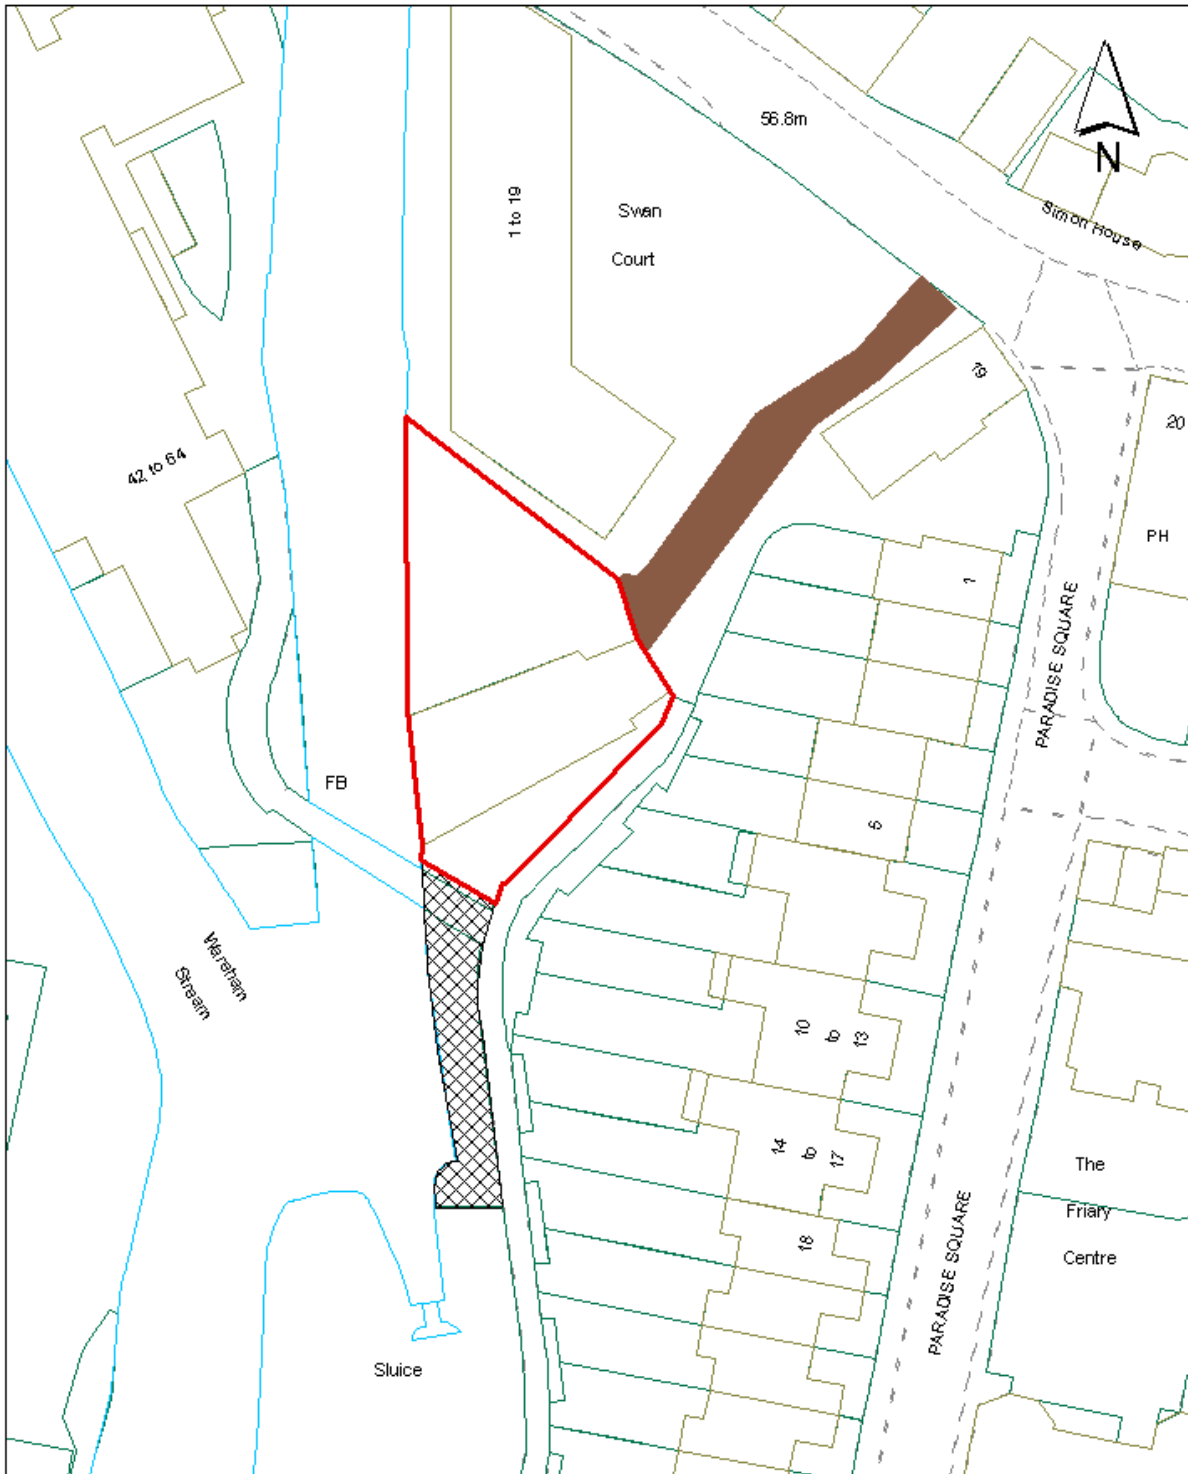 56.8m
N
Simon House
1 to 19
Swan
Court
19
20
42 to 64
PH
1
PARADISE SQUARE
FB
6
Wareham
Stream
10
to
13
14
to
17
The
Friary
Centre
18
PARADISE SQUARE
Sluice